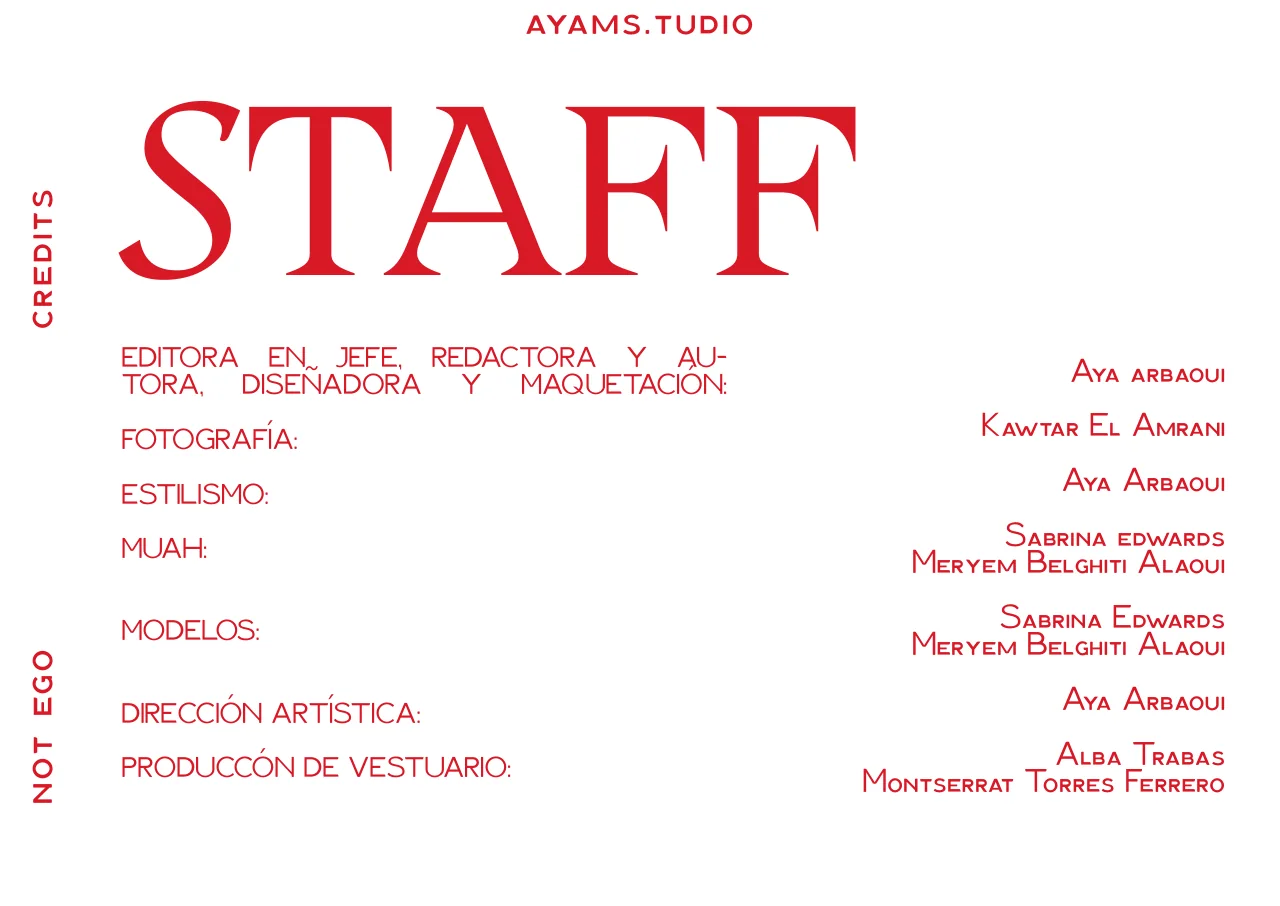 AYAMS.TUDIO
CREDITS
NOT EGO
STAFF
EDITORA EN JEFE, REDACTORA Y AU-
TORA, DISEÑADORA Y MAQUETACIÓN:
Aya arbaoui
FOTOGRAFÍA:
Kawtar El Amrani
ESTILISMO:
Aya Arbaoui
MUAH:
Sabrina edwards
Meryem Belghiti Alaoui
MODELOS:
Sabrina Edwards
Meryem Belghiti Alaoui
DIRECCIÓN ARTÍSTICA:
Aya Arbaoui
PRODUCCÓN DE VESTUARIO:
Alba Trabas
Montserrat Torres Ferrero